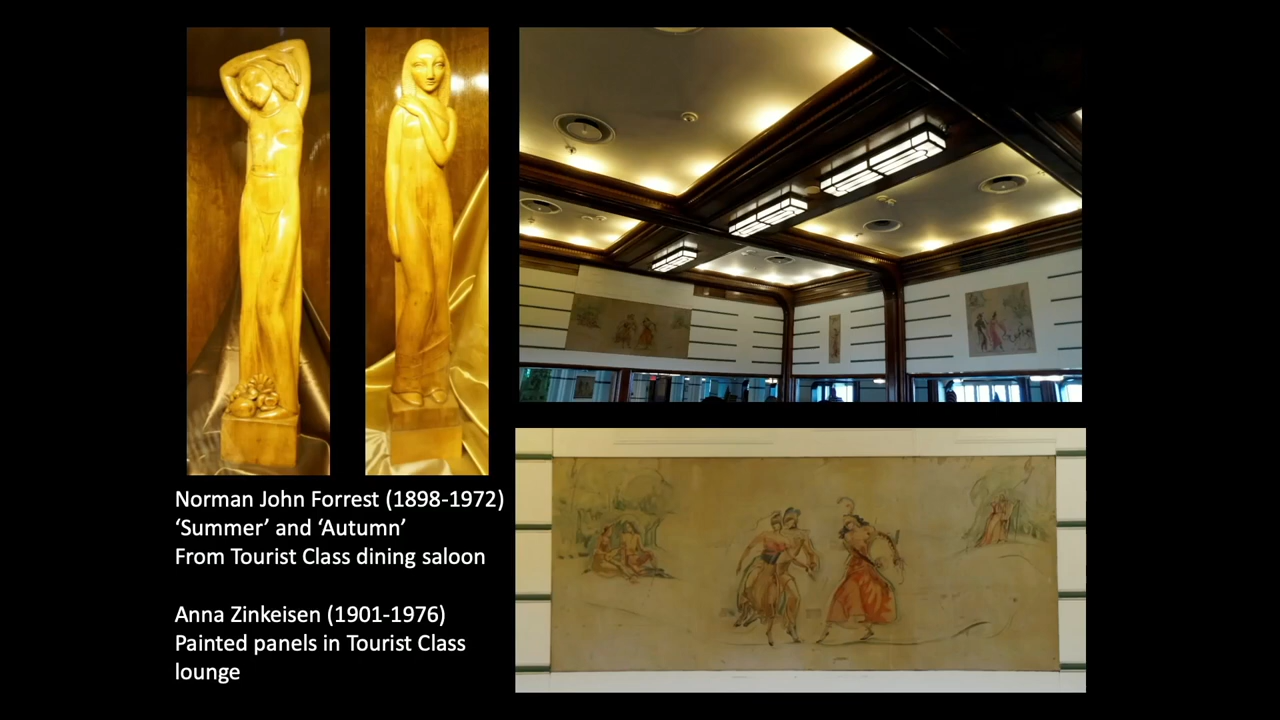 Norman John Forrest (1898-1972)
‘Summer’ and ‘Autumn’
From Tourist Class dining saloon
Anna Zinkeisen (1901-1976)
Painted panels in Tourist Class
lounge